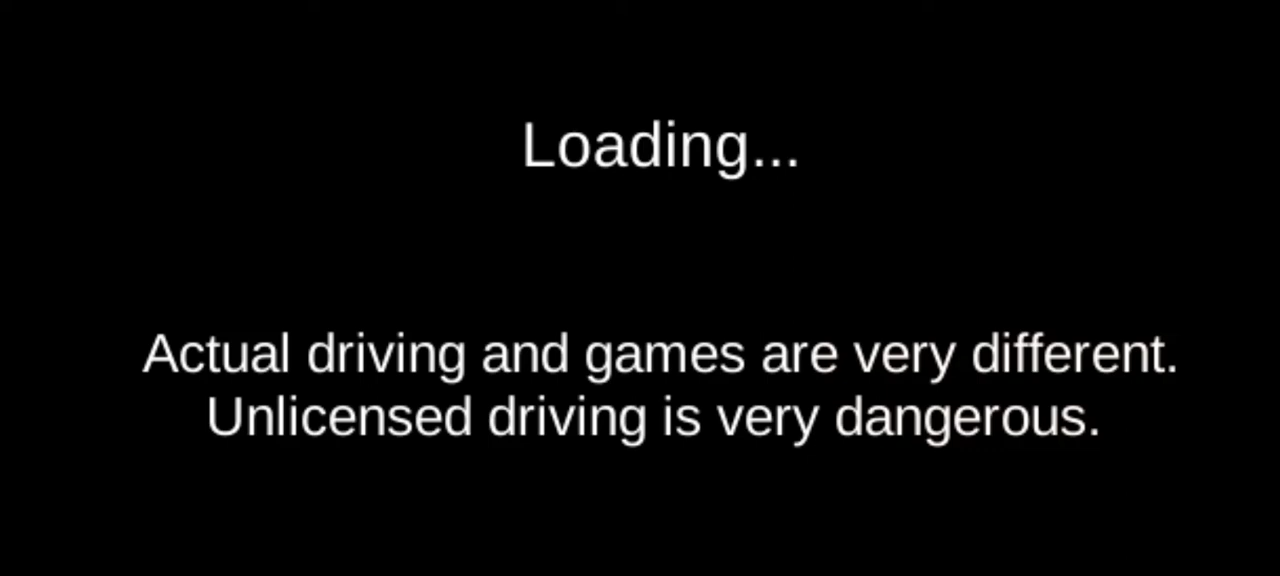 Loading...
Actual driving and games are very different.
Unlicensed driving is very dangerous.